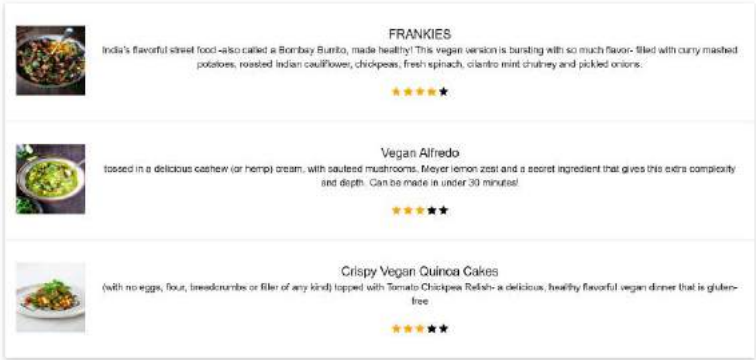 FRANKIES
India's flavorful street food -also called a Bombay Burrito, made healthy! This vegan version is bursting with so much flavor- filled with curry mashed
potatoes, roasted Indian cauliflower, chickpeas, fresh spinach, cilantro mint chutney and pickled onions.
Vegan Alfredo
tossed in a delicious cashew (or hemp) cream, with sauteed mushrooms, Meyer lemon zest and a secret ingredient that gives this extra complexity
and depth. Can be made in under 30 minutes!
Crispy Vegan Quinoa Cakes
(with no eggs, flour, breadcrumbs or filler of any kind) topped with Tomato Chickpea Relish- a delicious, healthy flavorful vegan dinner that is gluten-
free